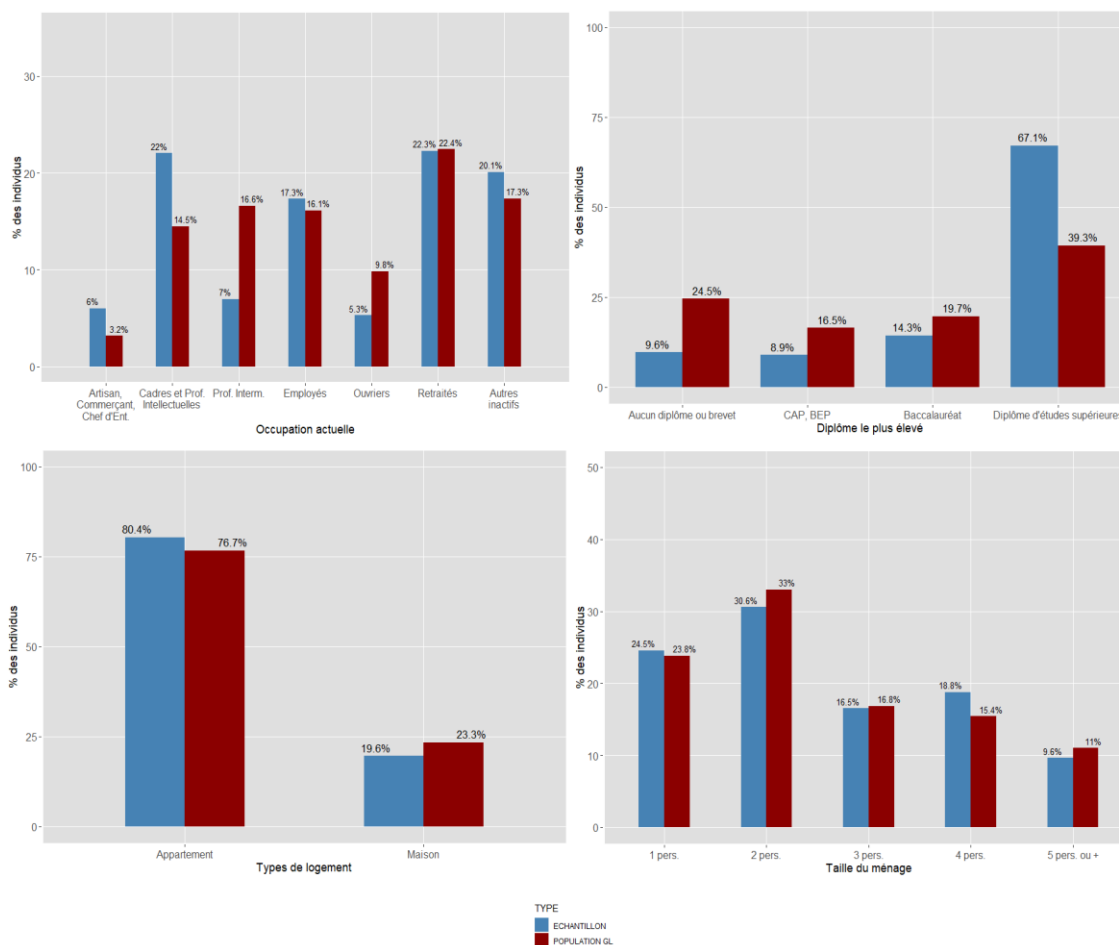 30
20
10
0
% des individus
6%
3.2%
22%
14.5%
7%
16.6%
17.3%
16.1%
5.3%
9.8%
22.3%
22.4%
20.1%
17.3%
Artisan,
Commerçant,
Chef d'Ent.
Cadres et Prof.
Intellectuelles
Prof. Interm.
Employés
Ouvriers
Retraités
Autres
inactifs
Occupation actuelle
100
75
50
25
0
% des individus
9.6%
24.5%
8.9%
16.5%
14.3%
19.7%
67.1%
39.3%
Aucun diplôme ou brevet
CAP, BEP
Baccalauréat
Diplôme d'études supérieures
Diplôme le plus élevé
100
75
50
25
0
% des individus
80.4%
76.7%
19.6%
23.3%
Appartement
Maison
Types de logement
50
40
30
20
10
0
% des individus
24.5%
23.8%
30.6%
33%
16.5%
16.8%
18.8%
15.4%
9.6%
11%
1 pers.
2 pers.
3 pers.
4 pers.
5 pers. ou +
Taille du ménage
TYPE
ECHANTILLON
POPULATION GL